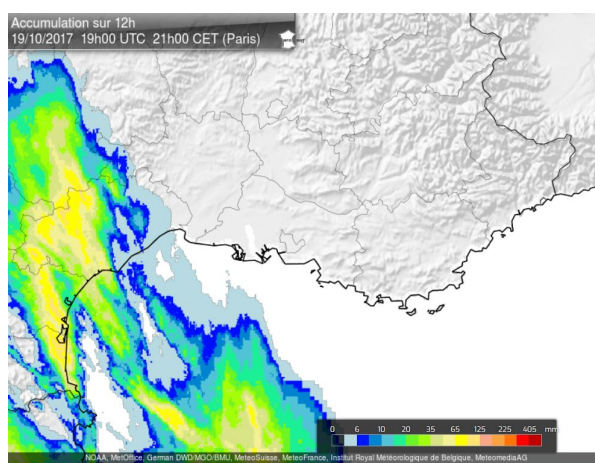 Accumulation sur 12h
19/10/2017 19h00 UTC 21h00 CET (Paris)
0 6 10 20 35 65 125 225 405 mm
NOAA, MetOffice, German DWD/MGO/BMU, MeteoSuisse, MeteoFrance, Institut Royal Météorologique de Belgique, MeteomediaAG